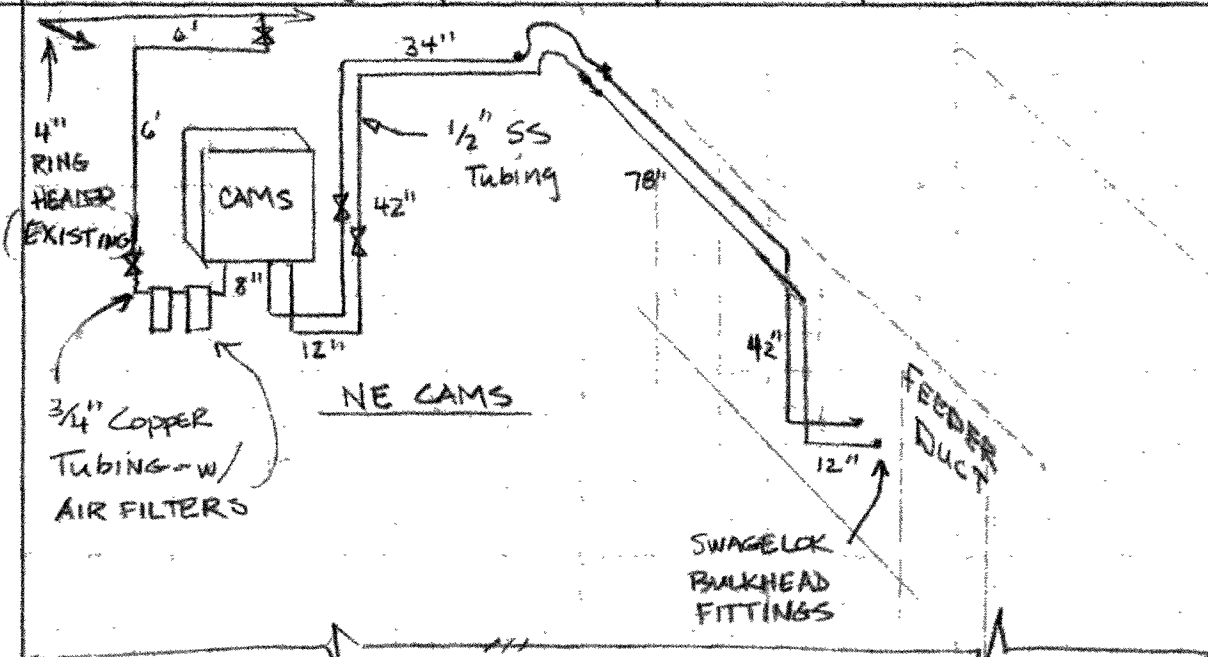 6'
34"
4"
RING
HEADER
(EXISTING)
6'
CAMS
1/2" SS
Tubing
42"
78"
8"
12"
42"
NE CAMS
3/4" COPPER
TubING - w/
AIR FILTERS
FEEDER
DUCT
12"
SWAGELOK
BULKHEAD
FITTINGS